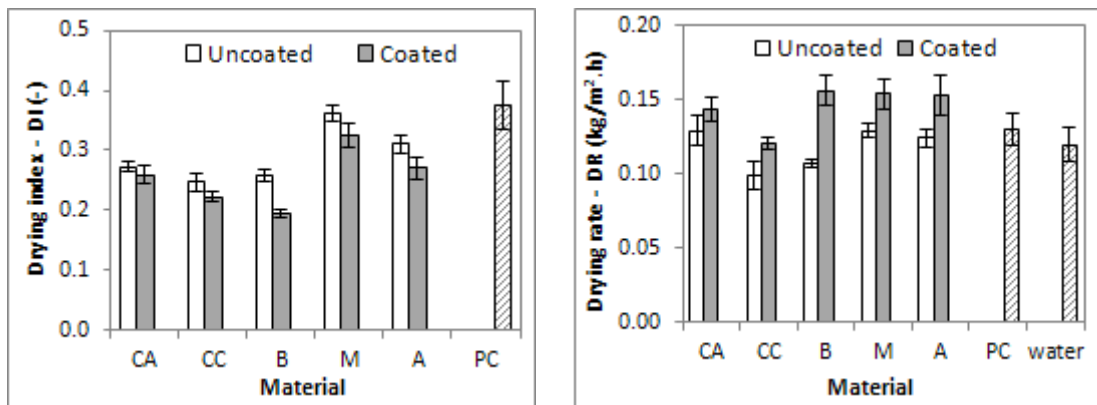 0.5
0.4
0.3
0.2
0.1
0.0
Drying index - DI (-)
Uncoated Coated
CA CC B M A PC
Material
0.20
0.15
0.10
0.05
0.00
Drying rate - DR (kg/m².h)
Uncoated Coated
CA CC B M A PC water
Material